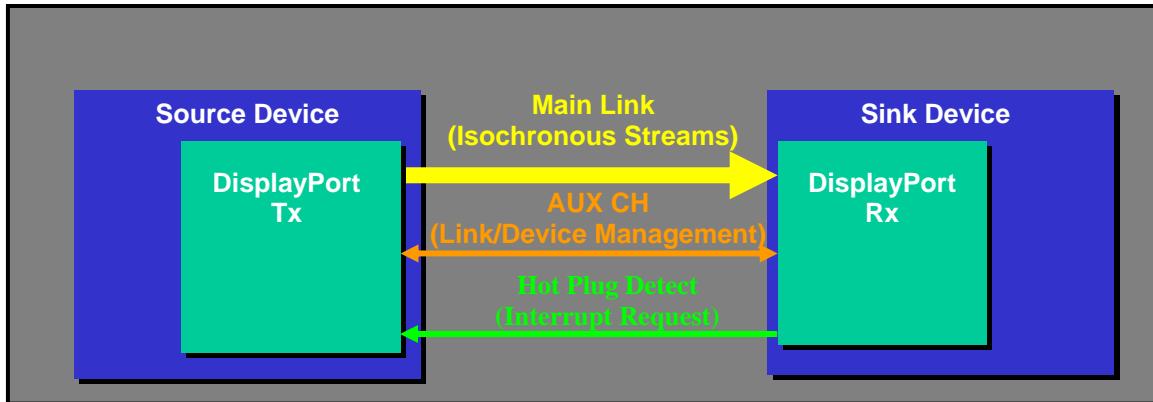 Source Device
DisplayPort
Tx
Main Link
(Isochronous Streams)
AUX CH
(Link/Device Management)
Hot Plug Detect
(Interrupt Request)
Sink Device
DisplayPort
Rx